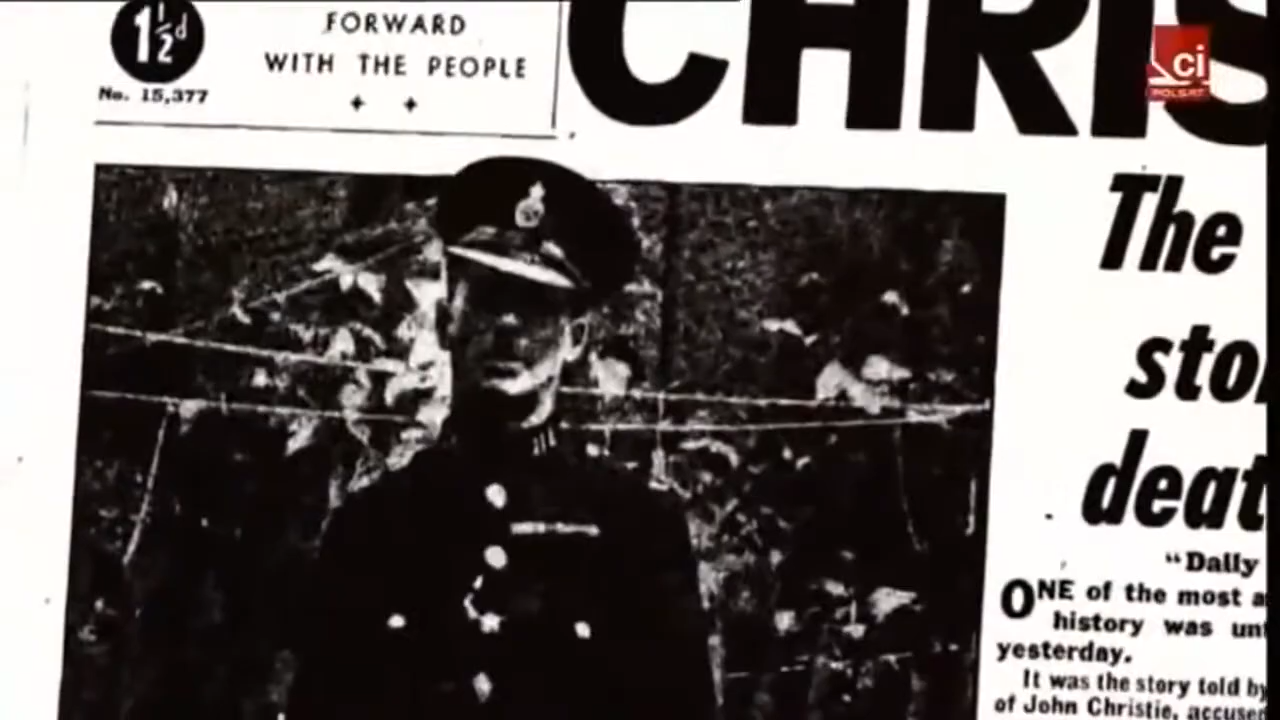 1½d
No. 15,377
FORWARD
WITH THE PEOPLE
CHRIS
ci
POLSAT
The
sto
deat
"Daily
ONE of the most a
history was un
yesterday.
It was the story told by
of John Christie, accused